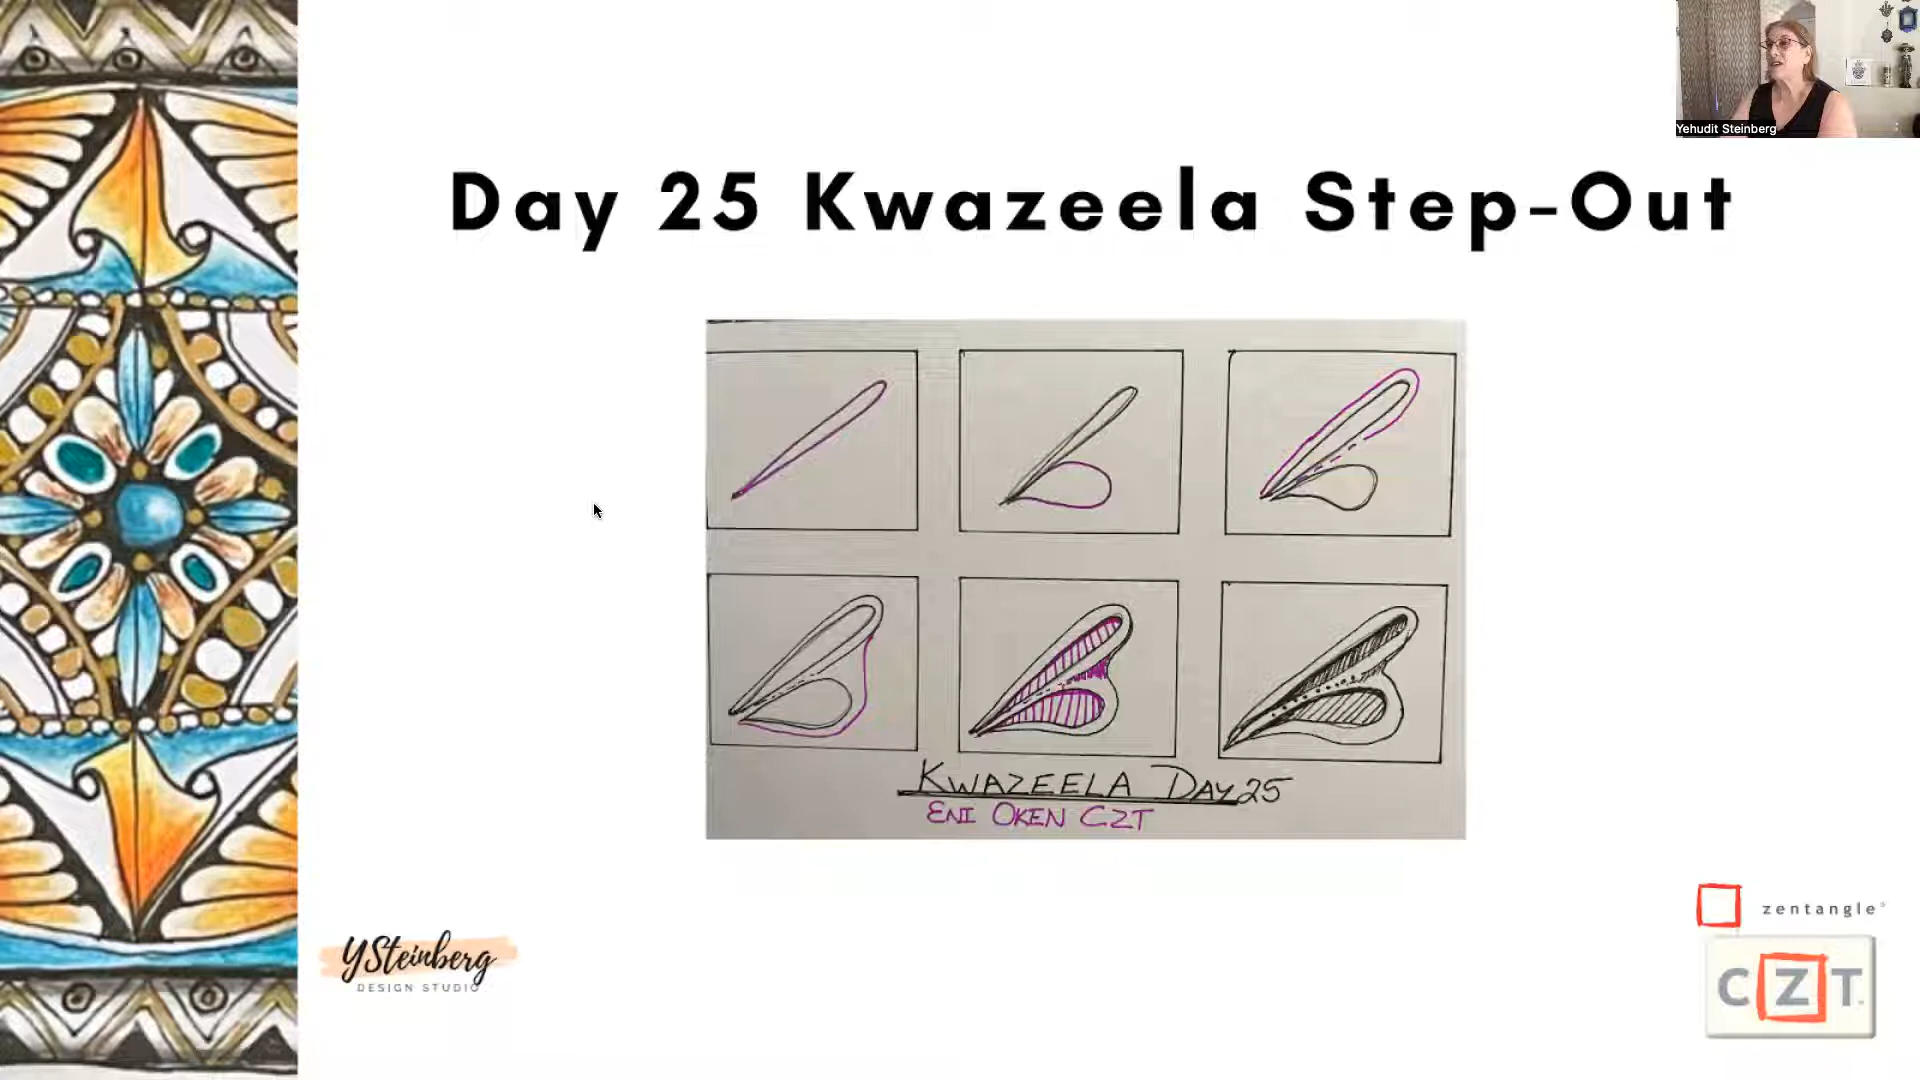 Yehudit Steinberg
Day 25 Kwazeela Step-Out
KWAZEELA DAY 25
ENI OKEN CZT
YSteinberg
DESIGN STUDIO
zentangle®
CZT